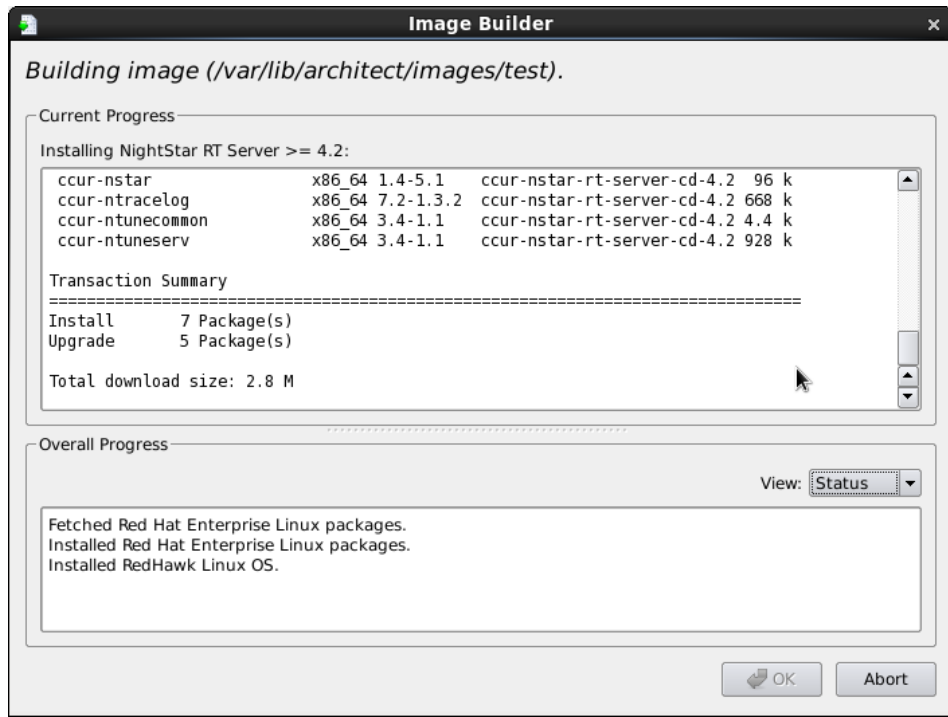 Image Builder
Building image (/var/lib/architect/images/test).
Current Progress
Installing NightStar RT Server >= 4.2:
ccur-nstar x86_64 1.4-5.1 ccur-nstar-rt-server-cd-4.2 96 k
ccur-ntracelog x86_64 7.2-1.3.2 ccur-nstar-rt-server-cd-4.2 668 k
ccur-ntunecommon x86_64 3.4-1.1 ccur-nstar-rt-server-cd-4.2 4.4 k
ccur-ntuneserv x86_64 3.4-1.1 ccur-nstar-rt-server-cd-4.2 928 k
Transaction Summary
================================================================================
Install 7 Package(s)
Upgrade 5 Package(s)
Total download size: 2.8 M
Overall Progress
View: Status
Fetched Red Hat Enterprise Linux packages.
Installed Red Hat Enterprise Linux packages.
Installed RedHawk Linux OS.
OK Abort